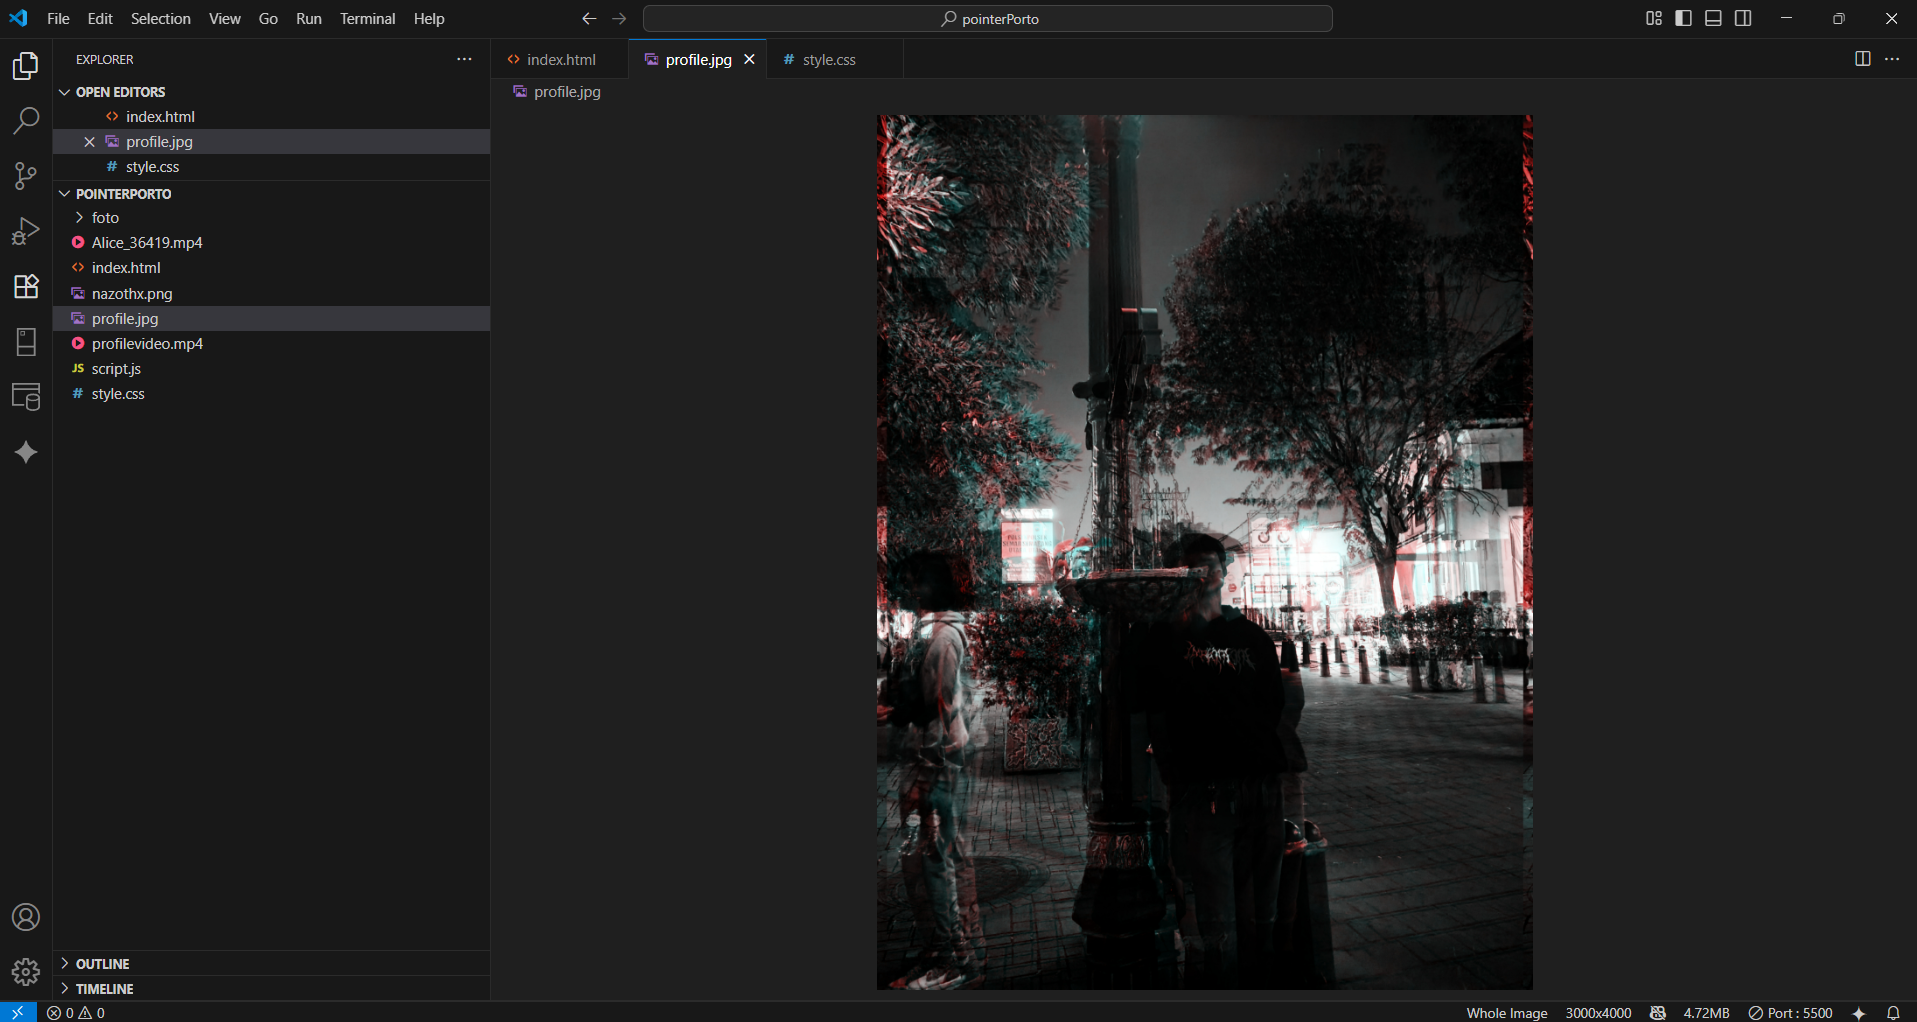 File Edit Selection View Go Run Terminal Help
pointerPorto
EXPLORER
OPEN EDITORS
index.html
profile.jpg
style.css
POINTERPORTO
foto
Alice_36419.mp4
index.html
nazothx.png
profile.jpg
profilevideo.mp4
JS script.js
# style.css
OUTLINE
TIMELINE
index.html
profile.jpg
# style.css
profile.jpg
0 0
Whole Image 3000x4000 4.72MB Port : 5500